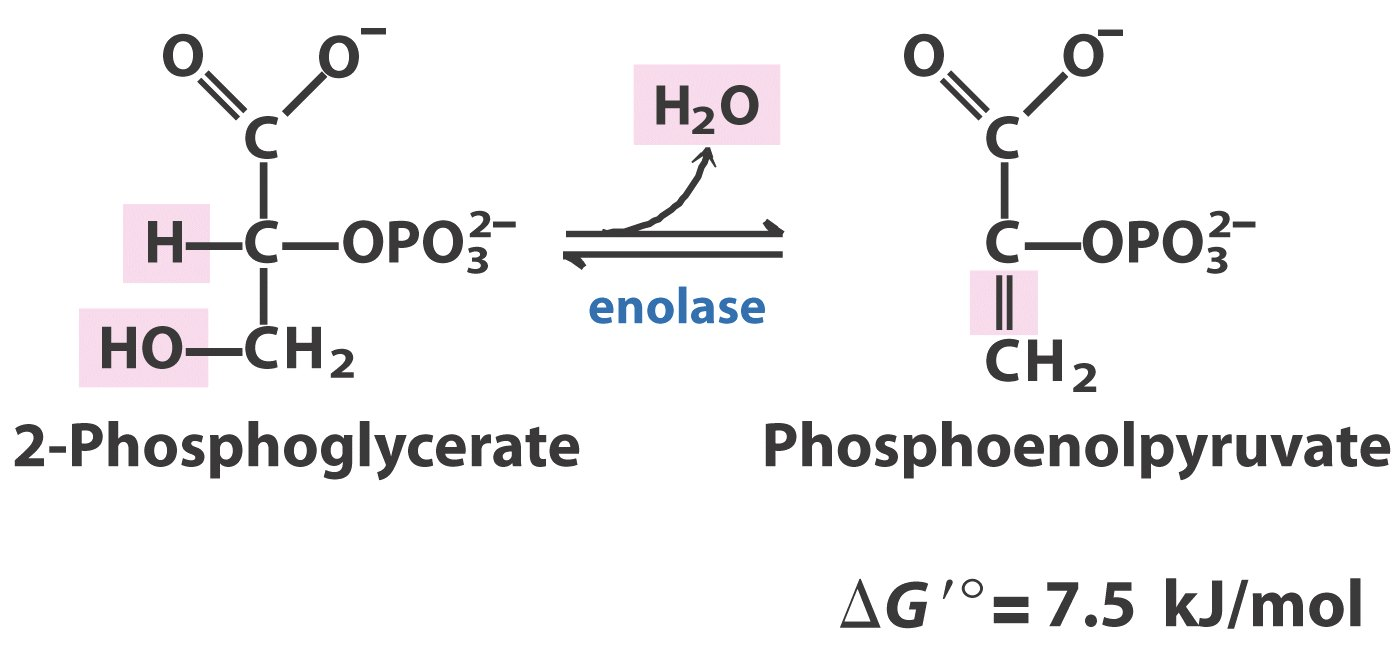 O O⁻ H₂O O O⁻
C C
H—C—OPO₃²⁻ C—OPO₃²⁻
enolase
HO—CH₂ CH₂
2-Phosphoglycerate Phosphoenolpyruvate
ΔG′° = 7.5 kJ/mol